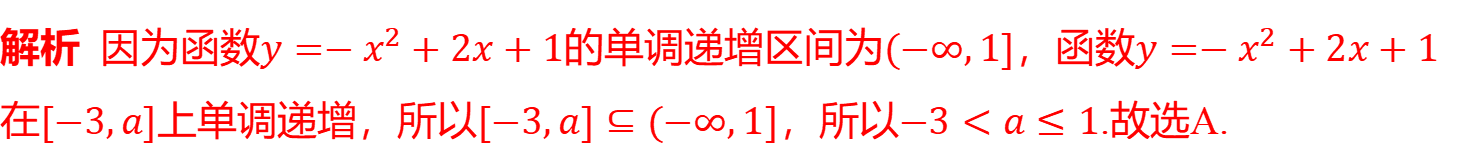 解析 因为函数y =− x² + 2x + 1的单调递增区间为(−∞, 1]，函数y =− x² + 2x + 1
在[−3, a]上单调递增，所以[−3, a] ⊆ (−∞, 1]，所以−3 < a ≤ 1.故选A.